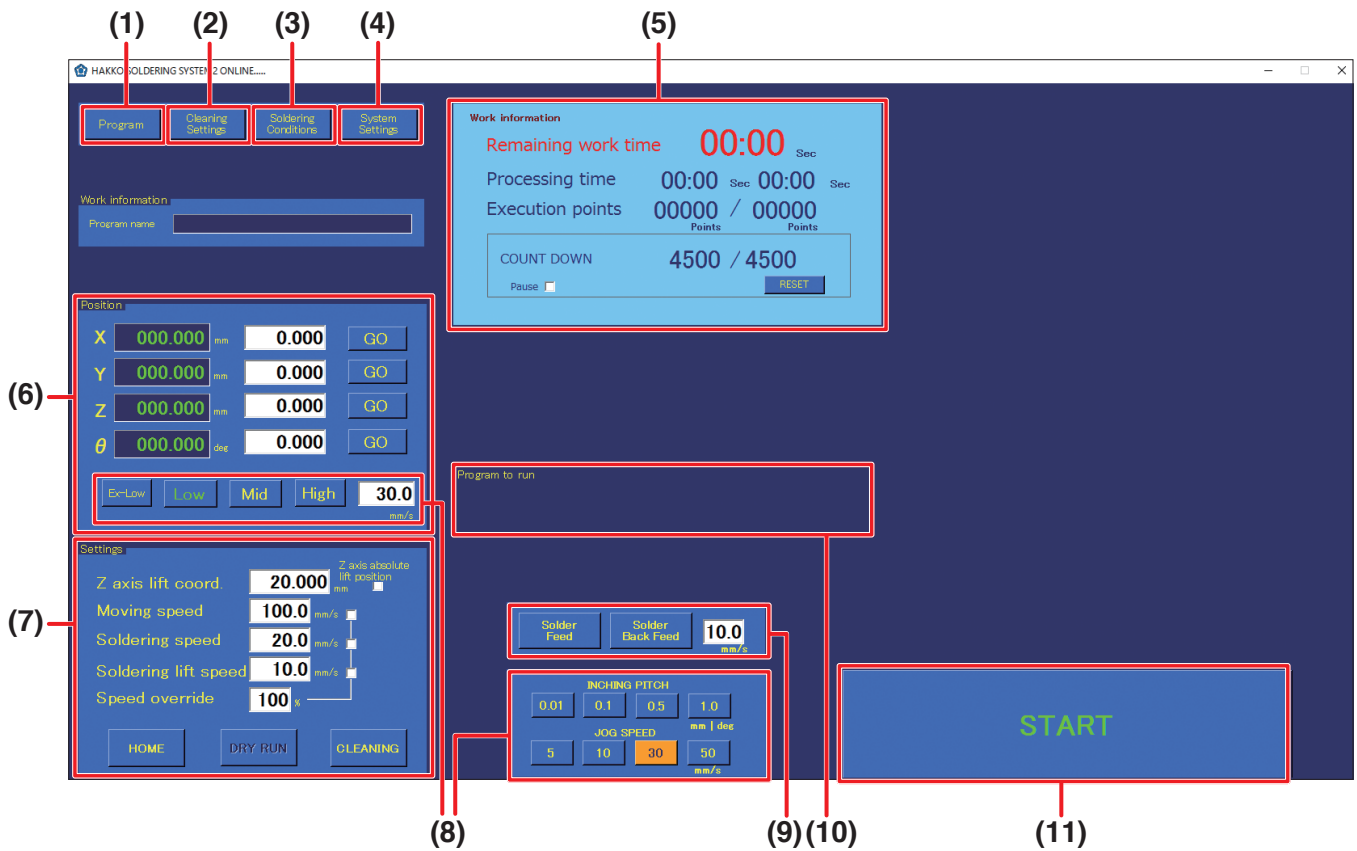 (1) (2) (3) (4) (5)
HAKKO SOLDERING SYSTEM 2 ONLINE.....
Program
Cleaning
Settings
Soldering
Conditions
System
Settings
Work information
Program name
Work information
Remaining work time 00:00 Sec
Processing time 00:00 Sec 00:00 Sec
Execution points 00000 / 00000
Points Points
COUNT DOWN 4500 / 4500
Pause RESET
(6)
Position
X 000.000 mm 0.000 GO
Y 000.000 mm 0.000 GO
Z 000.000 mm 0.000 GO
θ 000.000 deg 0.000 GO
Ex-Low Low Mid High 30.0
mm/s
Program to run
(7)
Settings
Z axis lift coord. 20.000 mm
Z axis absolute
lift position
Moving speed 100.0 mm/s
Soldering speed 20.0 mm/s
Soldering lift speed 10.0 mm/s
Speed override 100 %
HOME DRY RUN CLEANING
Solder
Feed
Solder
Back Feed
10.0
mm/s
INCHING PITCH
0.01 0.1 0.5 1.0
mm | deg
JOG SPEED
5 10 30 50
mm/s
START
(8) (9) (10) (11)